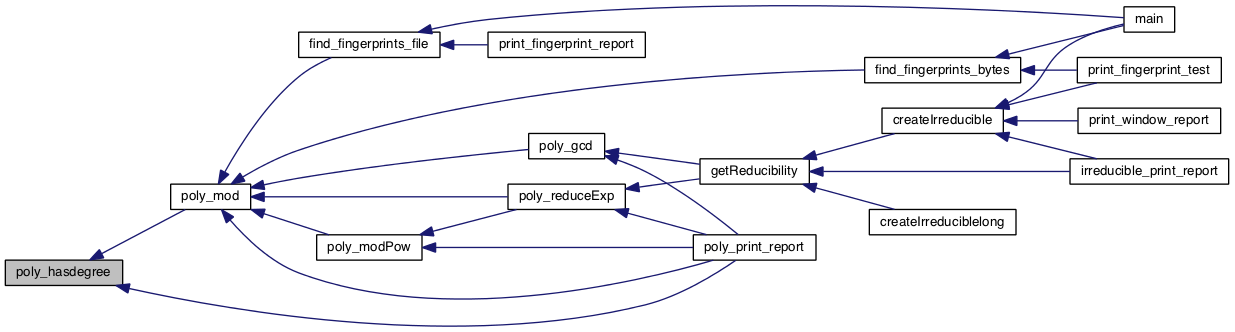 main
find_fingerprints_file
print_fingerprint_report
find_fingerprints_bytes
print_fingerprint_test
createIrreducible
print_window_report
poly_gcd
getReducibility
irreducible_print_report
poly_mod
poly_reduceExp
createIrreduciblelong
poly_modPow
poly_print_report
poly_hasdegree